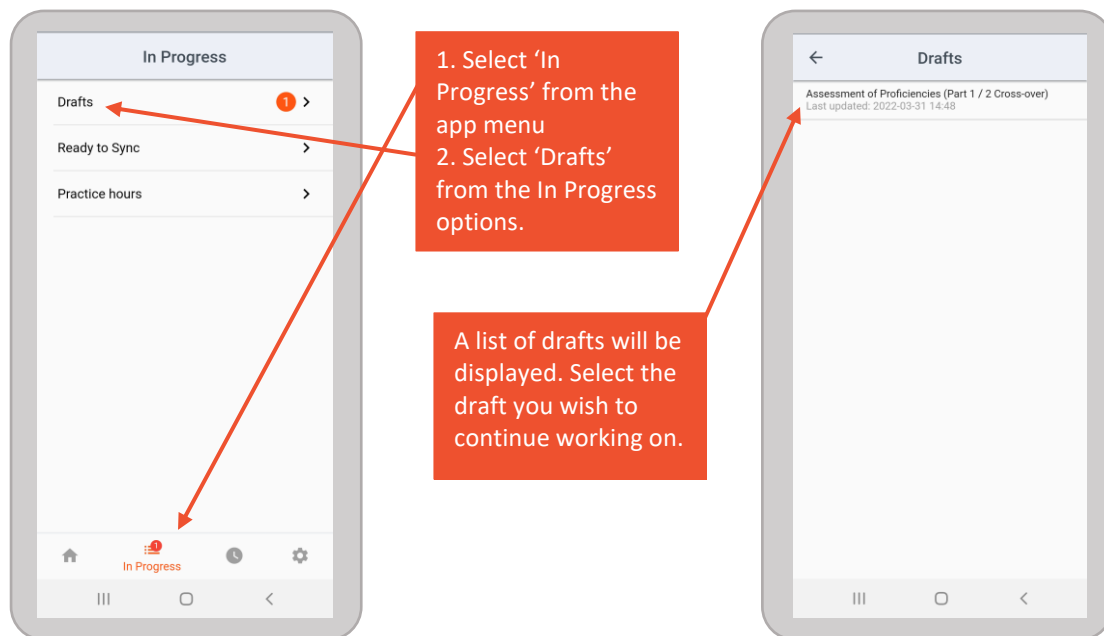 In Progress
Drafts
1
Ready to Sync
Practice hours
1
In Progress
1. Select ‘In
Progress’ from the
app menu
2. Select ‘Drafts’
from the In Progress
options.
A list of drafts will be
displayed. Select the
draft you wish to
continue working on.
Drafts
Assessment of Proficiencies (Part 1 / 2 Cross-over)
Last updated: 2022-03-31 14:48